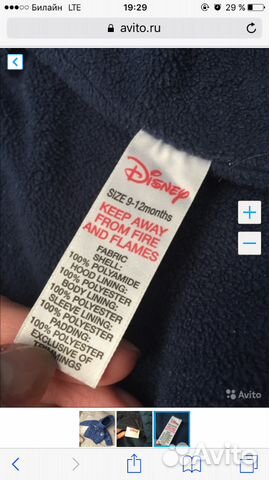 Билайн LTE 19:29 29 %
avito.ru
Disney
SIZE 9-12months
KEEP AWAY
FROM FIRE
AND FLAMES
FABRIC
SHELL:
100% POLYAMIDE
HOOD LINING:
100% POLYESTER
BODY LINING:
100% POLYESTER
SLEEVE LINING:
100% POLYESTER
PADDING:
100% POLYESTER
EXCLUSIVE OF
TRIMMINGS
Avito
Avito